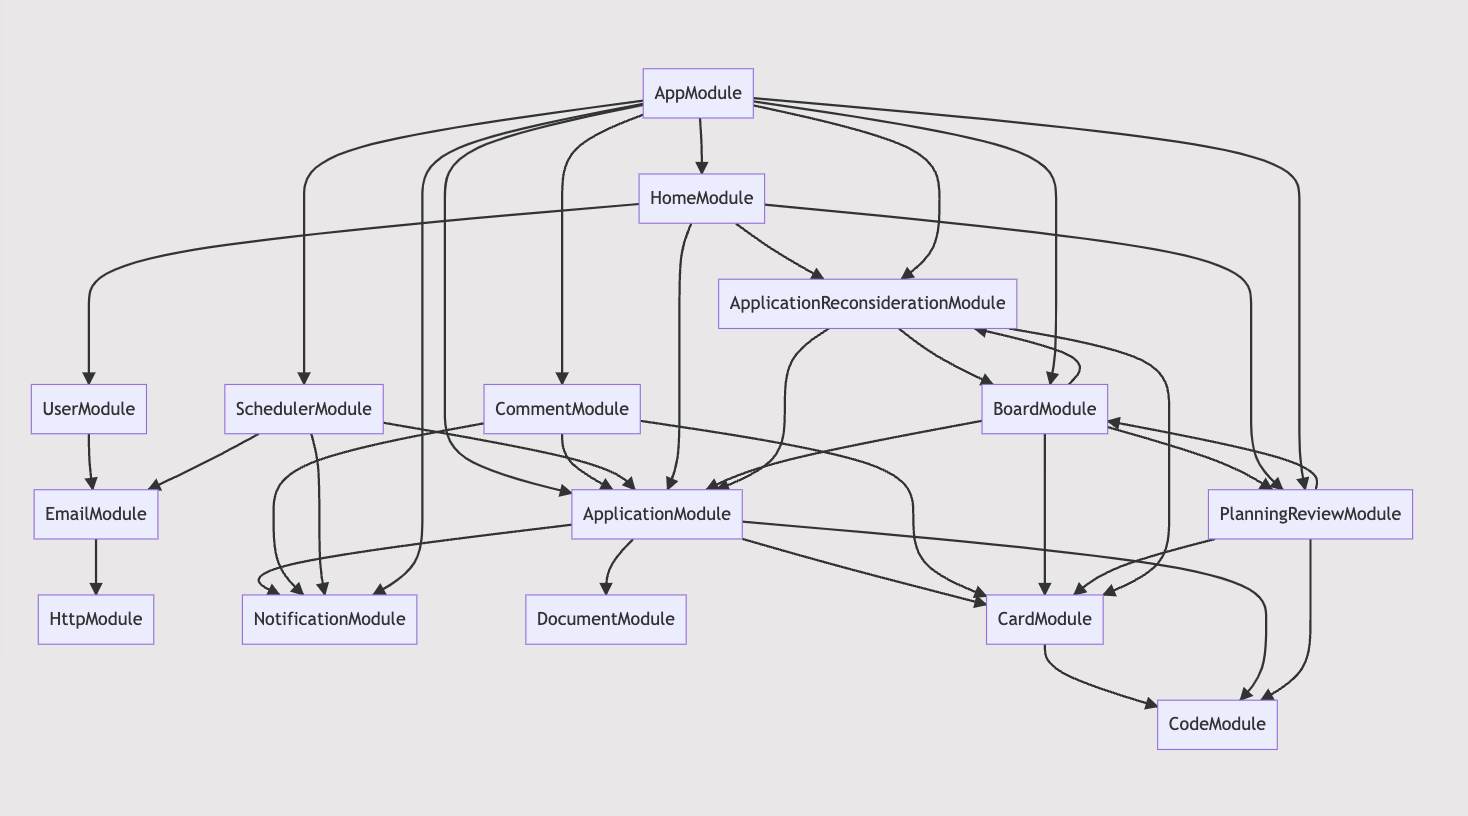 AppModule
HomeModule
ApplicationReconsiderationModule
UserModule
SchedulerModule
CommentModule
BoardModule
EmailModule
ApplicationModule
PlanningReviewModule
HttpModule
NotificationModule
DocumentModule
CardModule
CodeModule